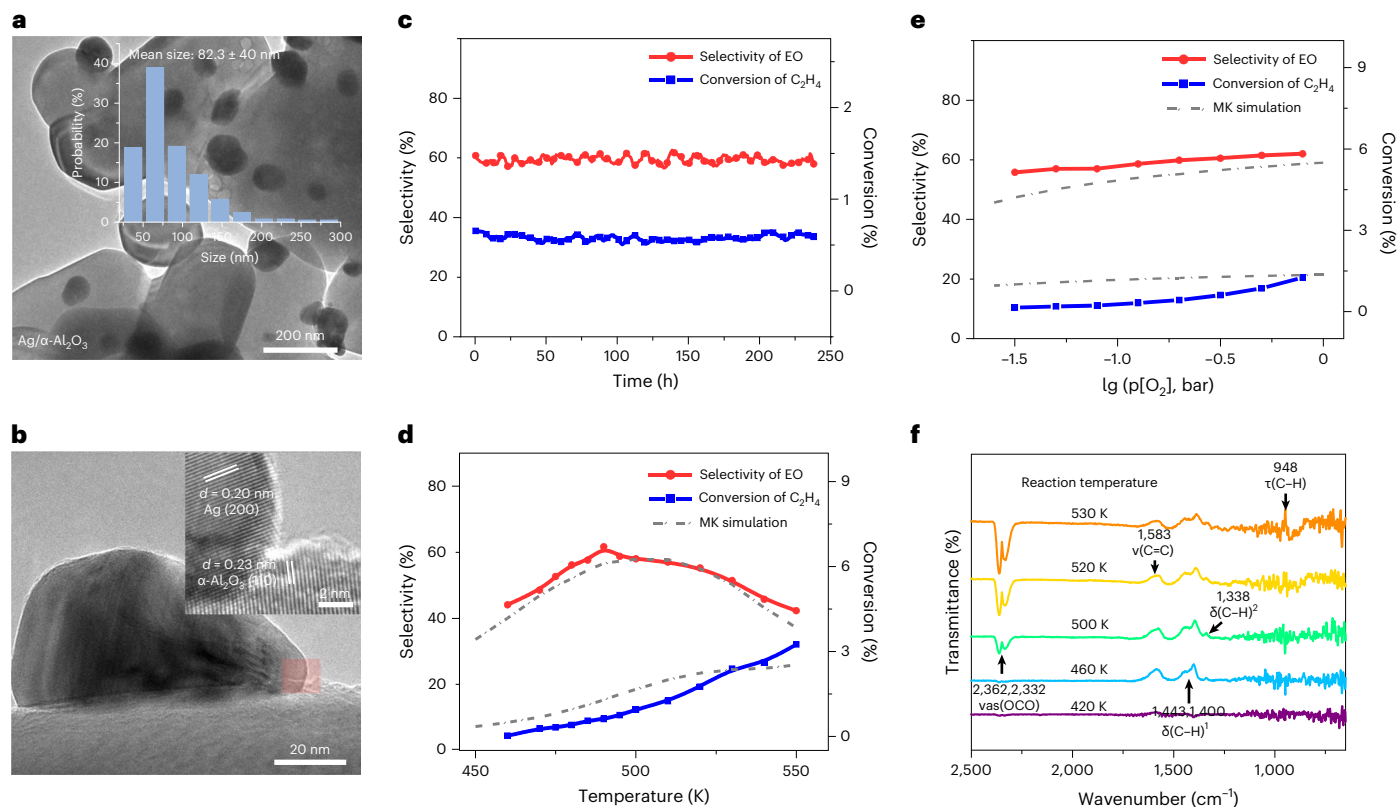 a
Mean size: 82.3 ± 40 nm
Probability (%)
40
30
20
10
0
50
100
150
200
250
300
Size (nm)
Ag/α-Al₂O₃
200 nm
b
d = 0.20 nm
Ag (200)
d = 0.23 nm
α-Al₂O₃ (110)
2 nm
20 nm
c
Selectivity of EO
Conversion of C₂H₄
Selectivity (%)
80
60
40
20
0
2
1
0
Conversion (%)
0
50
100
150
200
250
Time (h)
d
Selectivity of EO
Conversion of C₂H₄
MK simulation
Selectivity (%)
80
60
40
20
0
9
6
3
0
Conversion (%)
450
500
550
Temperature (K)
e
Selectivity of EO
Conversion of C₂H₄
MK simulation
Selectivity (%)
80
60
40
20
0
9
6
3
0
Conversion (%)
−1.5
−1.0
−0.5
0
lg (p[O₂], bar)
f
Reaction temperature
948
τ(C–H)
530 K
1,583
ν(C=C)
520 K
1,338
δ(C–H)²
500 K
460 K
2,362,2,332
vas(OCO)
420 K
1,443,1,400
δ(C–H)¹
Transmittance (%)
2,500
2,000
1,500
1,000
Wavenumber (cm⁻¹)